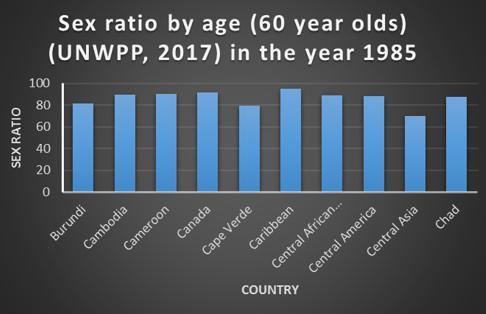 Sex ratio by age (60 year olds)
(UNWPP, 2017) in the year 1985
100
80
60
40
20
0
SEX RATIO
Burundi
Cambodia
Cameroon
Canada
Cape Verde
Caribbean
Central African...
Central America
Central Asia
Chad
COUNTRY